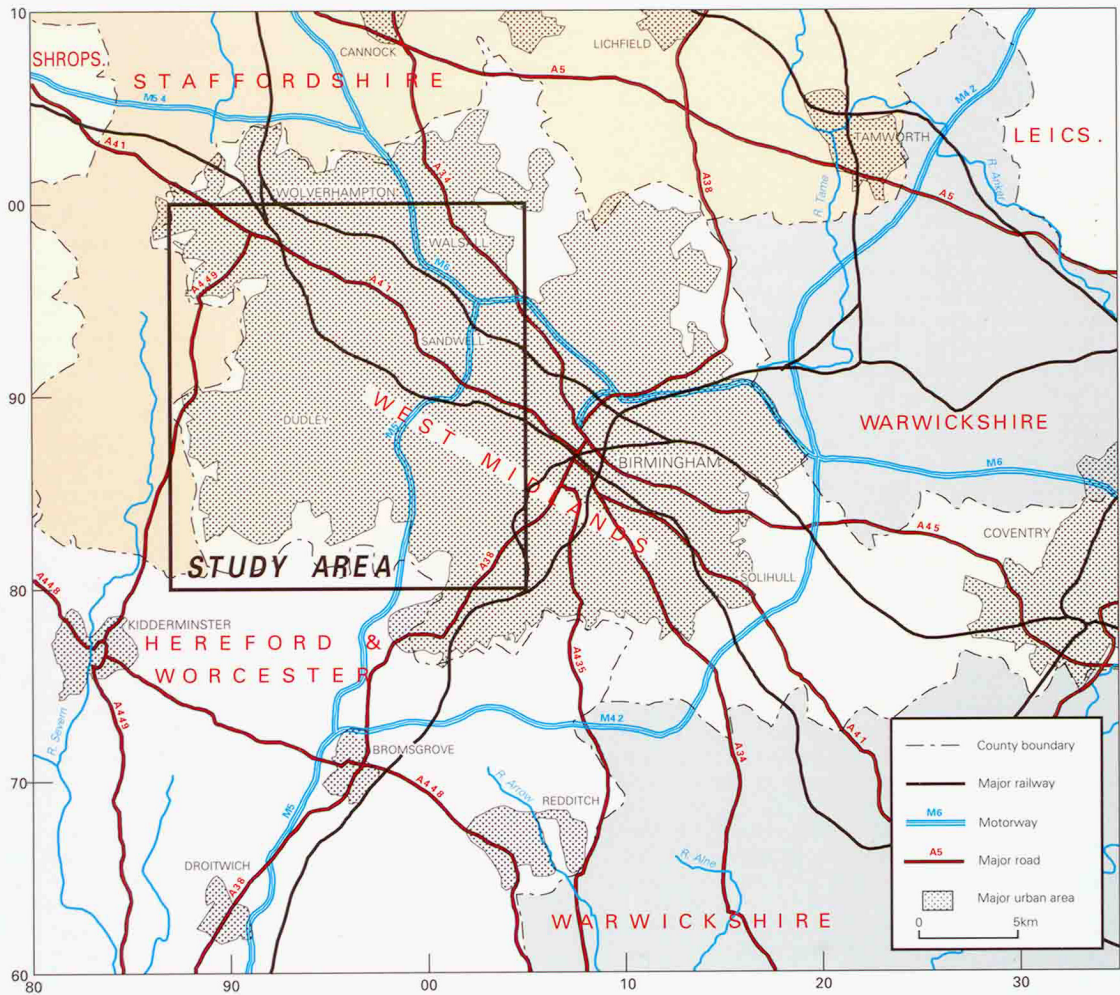 10
CANNOCK
LICHFIELD
SHROPS.
STAFFORDSHIRE
A5
M42
M54
A41
A34
A38
TAMWORTH
LEICS.
R. Tame
R. Anker
A5
WOLVERHAMPTON
00
WALSALL
M6
A449
A41
SANDWELL
90
DUDLEY
WEST MIDLANDS
M5
WARWICKSHIRE
BIRMINGHAM
M6
A45
COVENTRY
A38
STUDY AREA
SOLIHULL
80
A448
KIDDERMINSTER
HEREFORD &
WORCESTER
A435
R. Severn
A449
M42
A34
A41
BROMSGROVE
70
A448
R. Arrow
REDDITCH
M5
DROITWICH
A38
R. Alne
WARWICKSHIRE
County boundary
Major railway
M6
Motorway
A5
Major road
Major urban area
0 5km
60
80 90 00 10 20 30